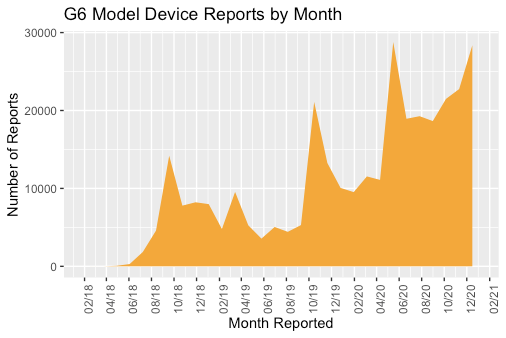 G6 Model Device Reports by Month
Number of Reports
30000
20000
10000
0
02/18 04/18 06/18 08/18 10/18 12/18 02/19 04/19 06/19 08/19 10/19 12/19 02/20 04/20 06/20 08/20 10/20 12/20 02/21
Month Reported